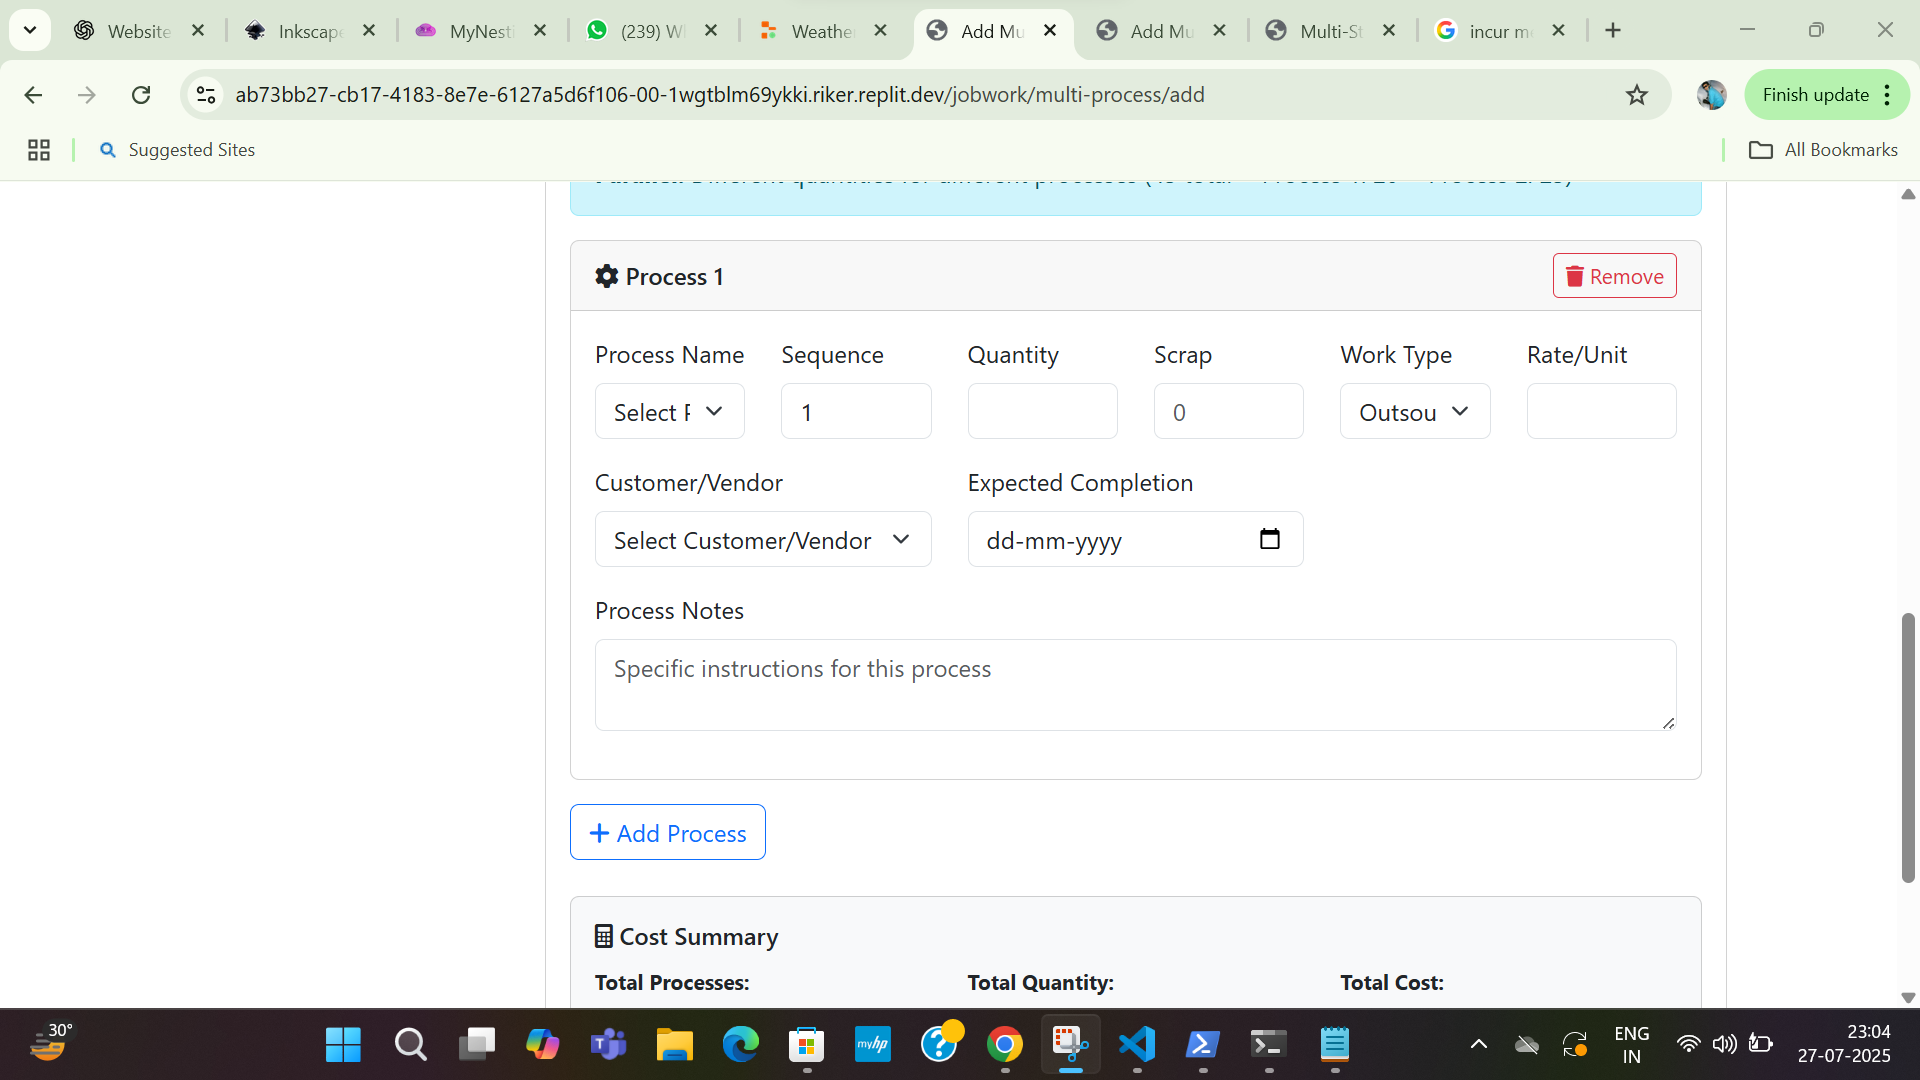 Website
Inkscape
MyNesti
(239) W
Weather
Add Mu
Add Mu
Multi-St
incur me
ab73bb27-cb17-4183-8e7e-6127a5d6f106-00-1wgtblm69ykki.riker.replit.dev/jobwork/multi-process/add
Finish update
Suggested Sites
All Bookmarks
Process 1
Remove
Process Name
Sequence
Quantity
Scrap
Work Type
Rate/Unit
Select P
1
0
Outsou
Customer/Vendor
Expected Completion
Select Customer/Vendor
dd-mm-yyyy
Process Notes
Specific instructions for this process
Add Process
Cost Summary
Total Processes:
Total Quantity:
Total Cost:
30°
myhp
ENG
IN
23:04
27-07-2025